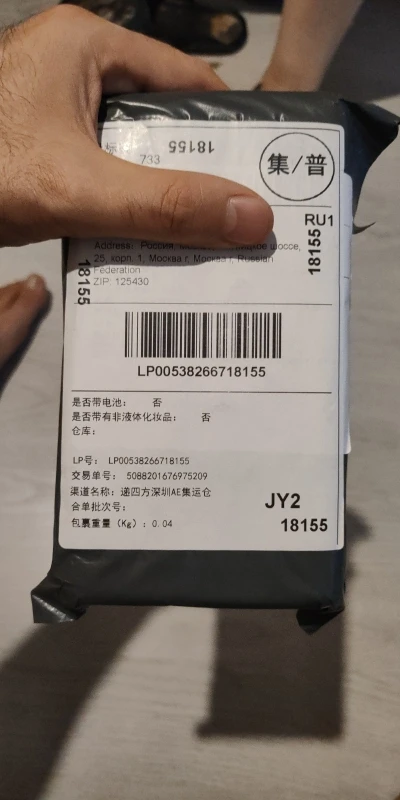 标
733
18155
集/普
RU1
18155
18155
Address: Россия,
шоссе,
25, корп. 1, Москва г, Москва г, Russian
Federation
ZIP: 125430
LP00538266718155
是否带电池： 否
是否带有非液体化妆品： 否
仓库：
LP号： LP00538266718155
交易单号： 5088201676975209
渠道名称：递四方深圳AE集运仓
合单批次号：
包裹重量（Kg）：0.04
JY2
18155